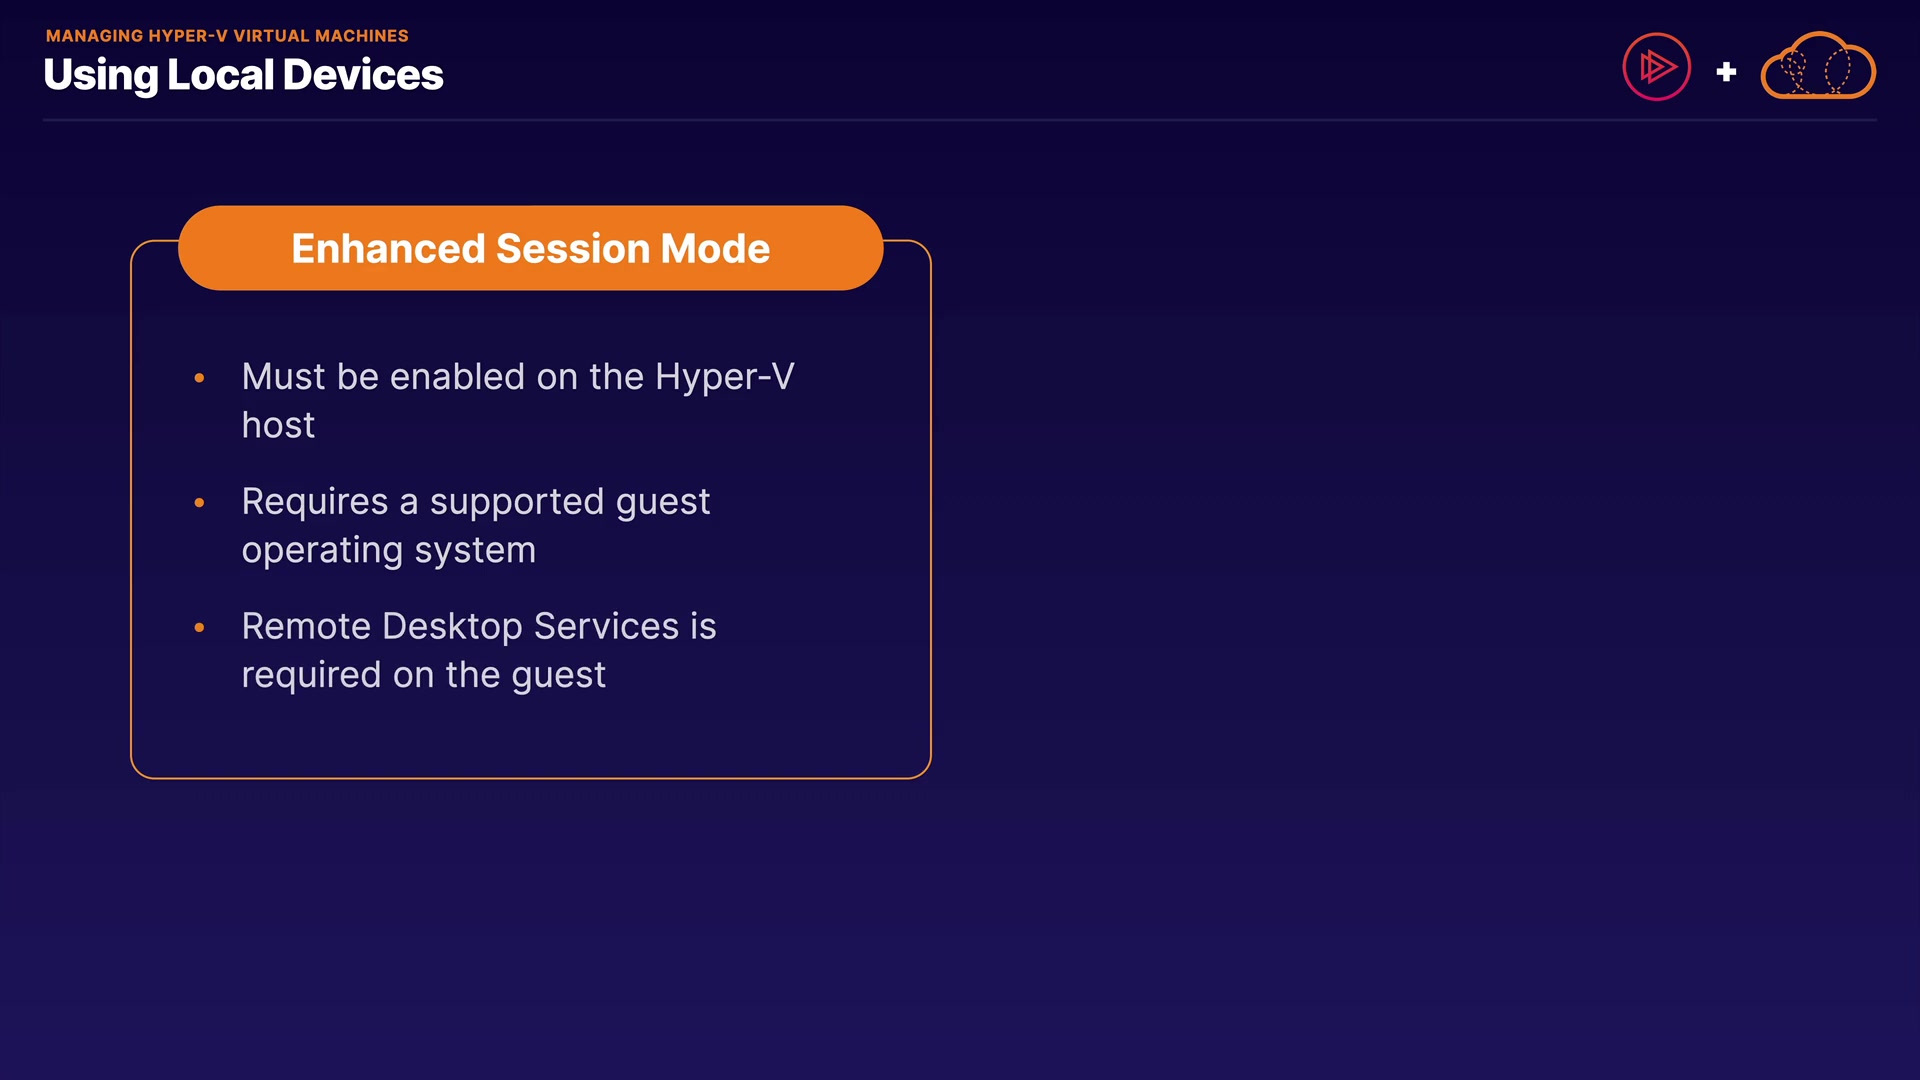 MANAGING HYPER-V VIRTUAL MACHINES
Using Local Devices
+
Enhanced Session Mode
• Must be enabled on the Hyper-V
host
• Requires a supported guest
operating system
• Remote Desktop Services is
required on the guest